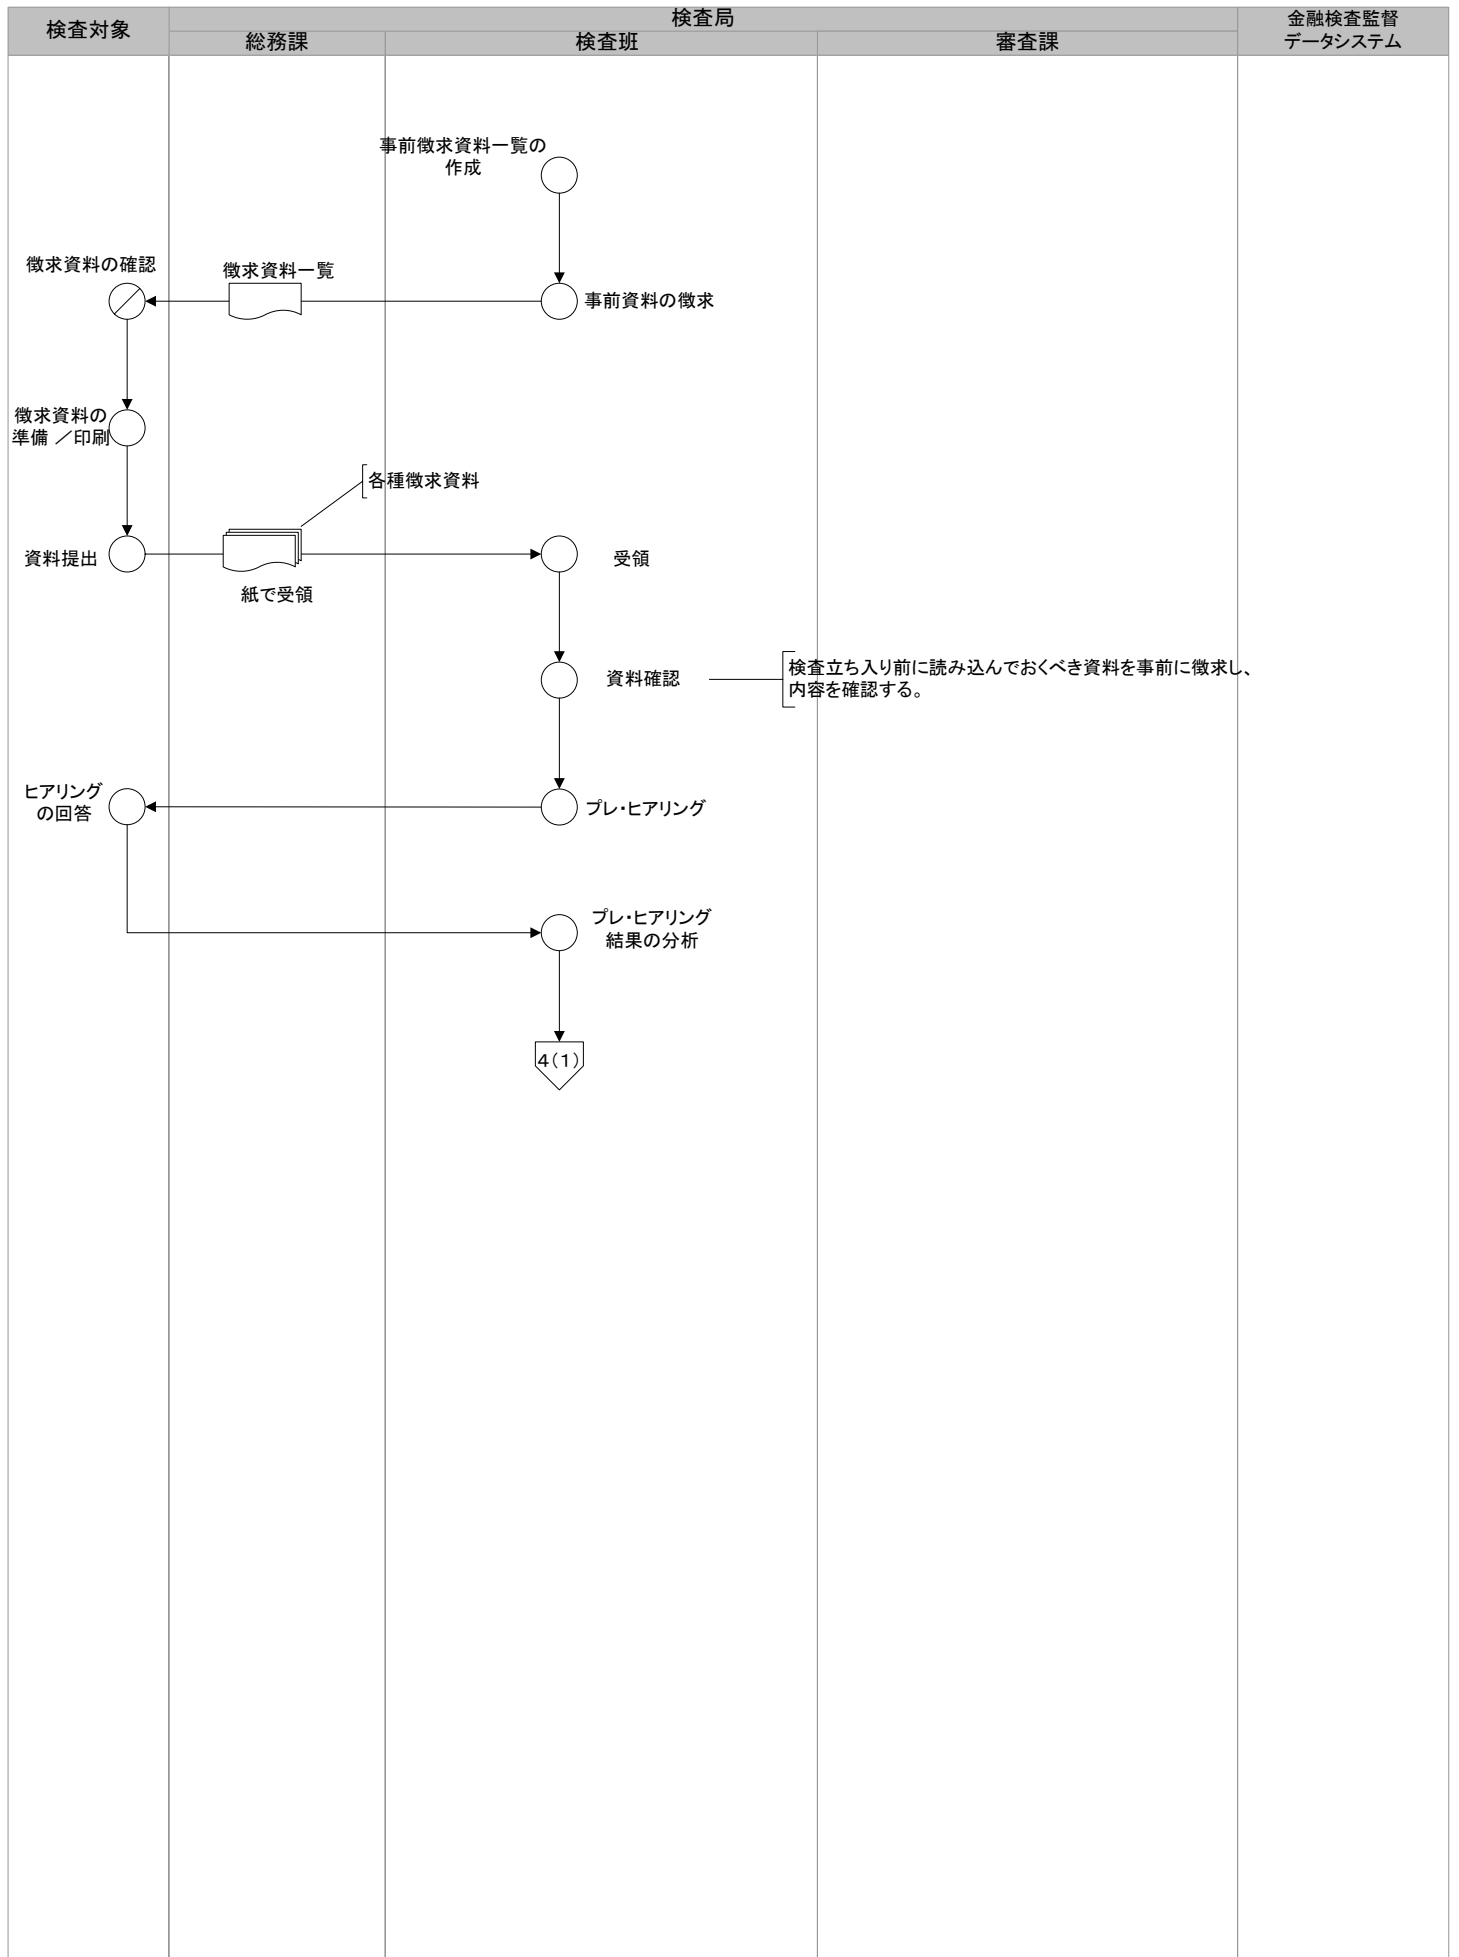 検査対象
検査局
金融検査監督
データシステム
総務課
検査班
審査課
事前徴求資料一覧の
作成
徴求資料の確認
徴求資料一覧
事前資料の徴求
徴求資料の
準備 ／印刷
各種徴求資料
資料提出
受領
紙で受領
資料確認
検査立ち入り前に読み込んでおくべき資料を事前に徴求し、
内容を確認する。
ヒアリング
の回答
プレ・ヒアリング
プレ・ヒアリング
結果の分析
4（1）